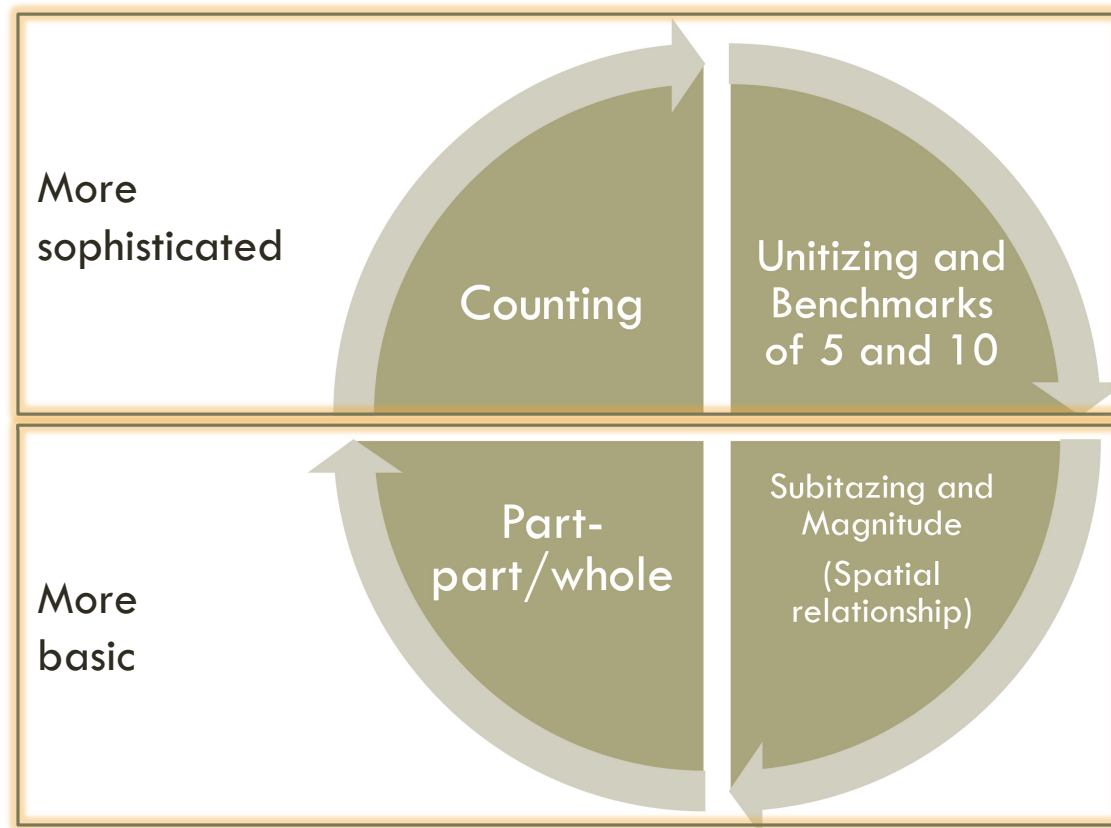 More
sophisticated
Counting
Unitizing and
Benchmarks
of 5 and 10
More
basic
Part-
part/whole
Subitazing and
Magnitude
(Spatial
relationship)